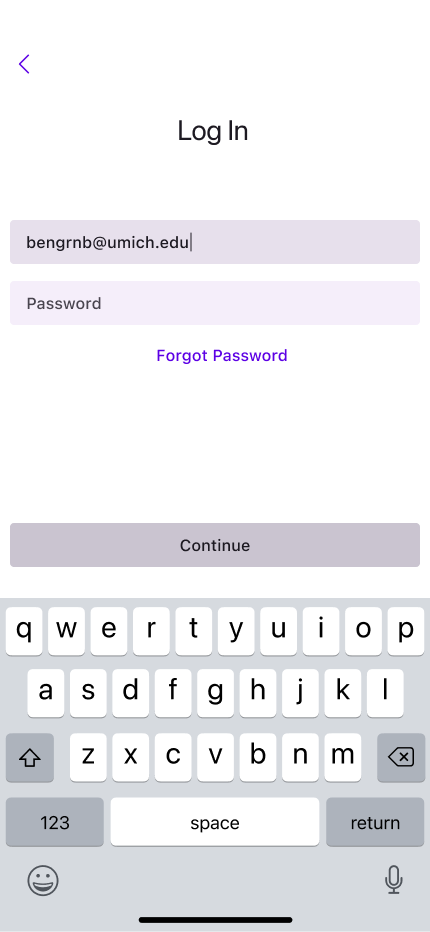 Log In
bengrnb@umich.edu
Password
Forgot Password
Continue
q w e r t y u i o p
a s d f g h j k l
z x c v b n m
123 space return